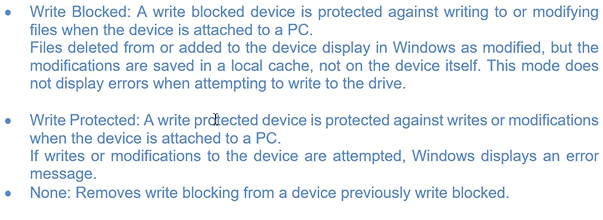 • Write Blocked: A write blocked device is protected against writing to or modifying
files when the device is attached to a PC.
Files deleted from or added to the device display in Windows as modified, but the
modifications are saved in a local cache, not on the device itself. This mode does
not display errors when attempting to write to the drive.
• Write Protected: A write protected device is protected against writes or modifications
when the device is attached to a PC.
If writes or modifications to the device are attempted, Windows displays an error
message.
• None: Removes write blocking from a device previously write blocked.